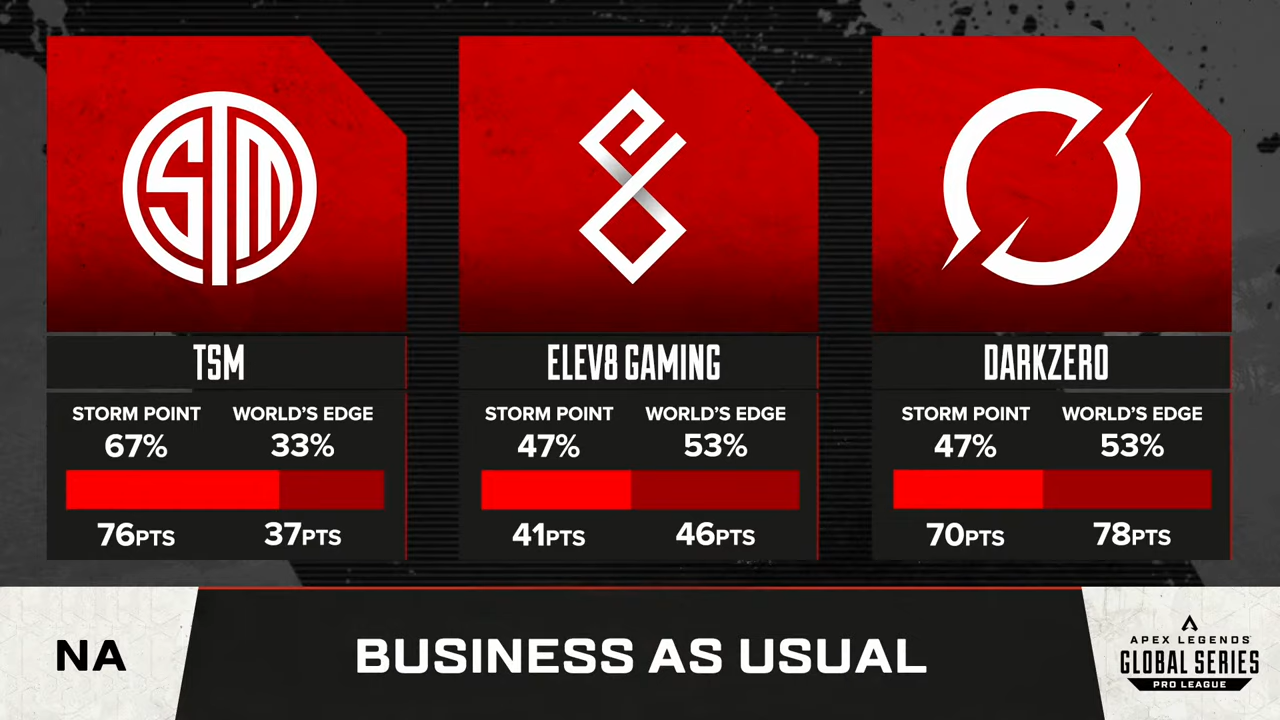 TSM
STORM POINT WORLD'S EDGE
67% 33%
76PTS 37PTS
ELEV8 GAMING
STORM POINT WORLD'S EDGE
47% 53%
41PTS 46PTS
DARKZERO
STORM POINT WORLD'S EDGE
47% 53%
70PTS 78PTS
NA
BUSINESS AS USUAL
APEX LEGENDS
GLOBAL SERIES
PRO LEAGUE